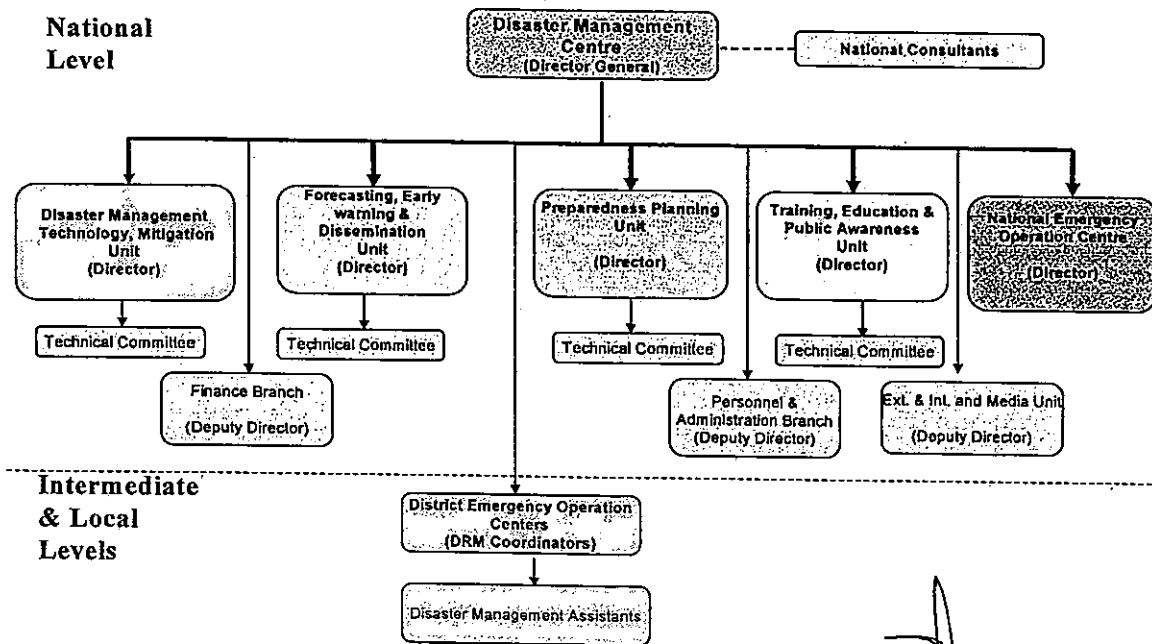 National
Level
Disaster Management
Centre
(Director General)
National Consultants
Disaster Management
Technology, Mitigation
Unit
(Director)
Forecasting, Early
warning &
Dissemination
Unit
(Director)
Preparedness Planning
Unit
(Director)
Training, Education &
Public Awareness
Unit
(Director)
National Emergency
Operation Centre
(Director)
Technical Committee
Technical Committee
Technical Committee
Technical Committee
Finance Branch
(Deputy Director)
Personnel &
Administration Branch
(Deputy Director)
Ext. & Int. and Media Unit
(Deputy Director)
Intermediate
& Local
Levels
District Emergency Operation
Centers
(DRM Coordinators)
Disaster Management Assistants